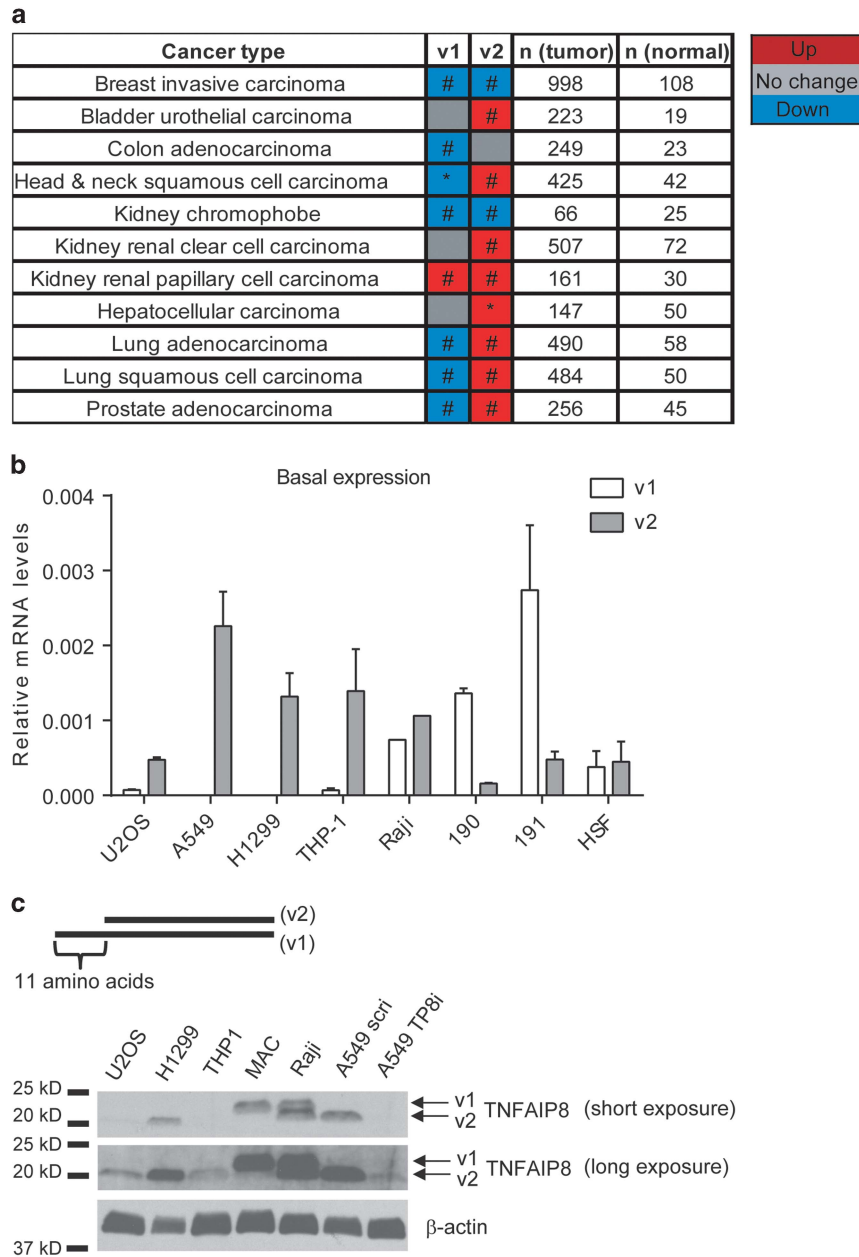 a
Cancer type v1 v2 n (tumor) n (normal)
Breast invasive carcinoma # # 998 108
Bladder urothelial carcinoma # 223 19
Colon adenocarcinoma # 249 23
Head & neck squamous cell carcinoma * # 425 42
Kidney chromophobe # # 66 25
Kidney renal clear cell carcinoma # 507 72
Kidney renal papillary cell carcinoma # # 161 30
Hepatocellular carcinoma * 147 50
Lung adenocarcinoma # # 490 58
Lung squamous cell carcinoma # # 484 50
Prostate adenocarcinoma # # 256 45
Up
No change
Down
b
Basal expression
v1
v2
Relative mRNA levels
0.004
0.003
0.002
0.001
0.000
U2OS A549 H1299 THP-1 Raji 190 191 HSF
c
(v2)
(v1)
11 amino acids
U2OS H1299 THP1 MAC Raji A549 scri A549 TP8i
25 kD
20 kD
v1
v2
TNFAIP8 (short exposure)
25 kD
20 kD
v1
v2
TNFAIP8 (long exposure)
β-actin
37 kD